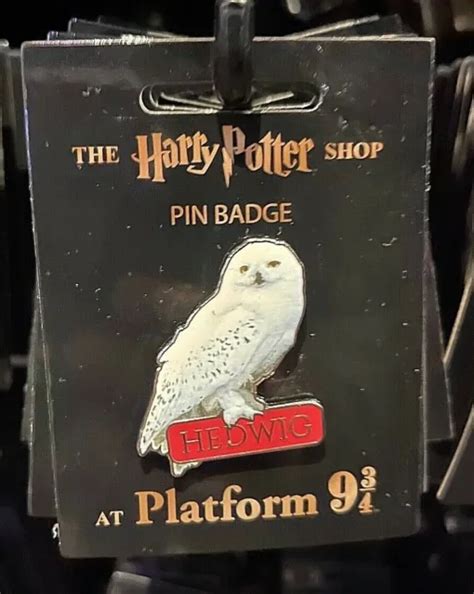 THE Harry Potter SHOP
PIN BADGE
HEDWIG
AT Platform 9¾